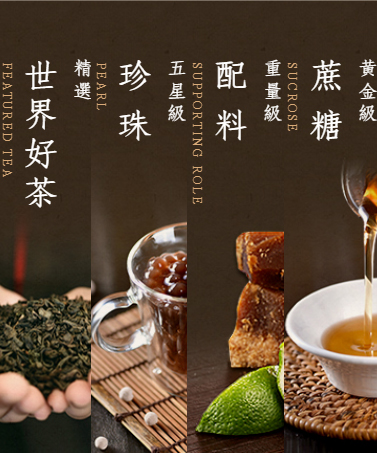 黃金級
蔗糖
SUCROSE
重量級
配料
SUPPORTING ROLE
五星級
珍珠
PEARL
精選
世界好茶
FEATURED TEA